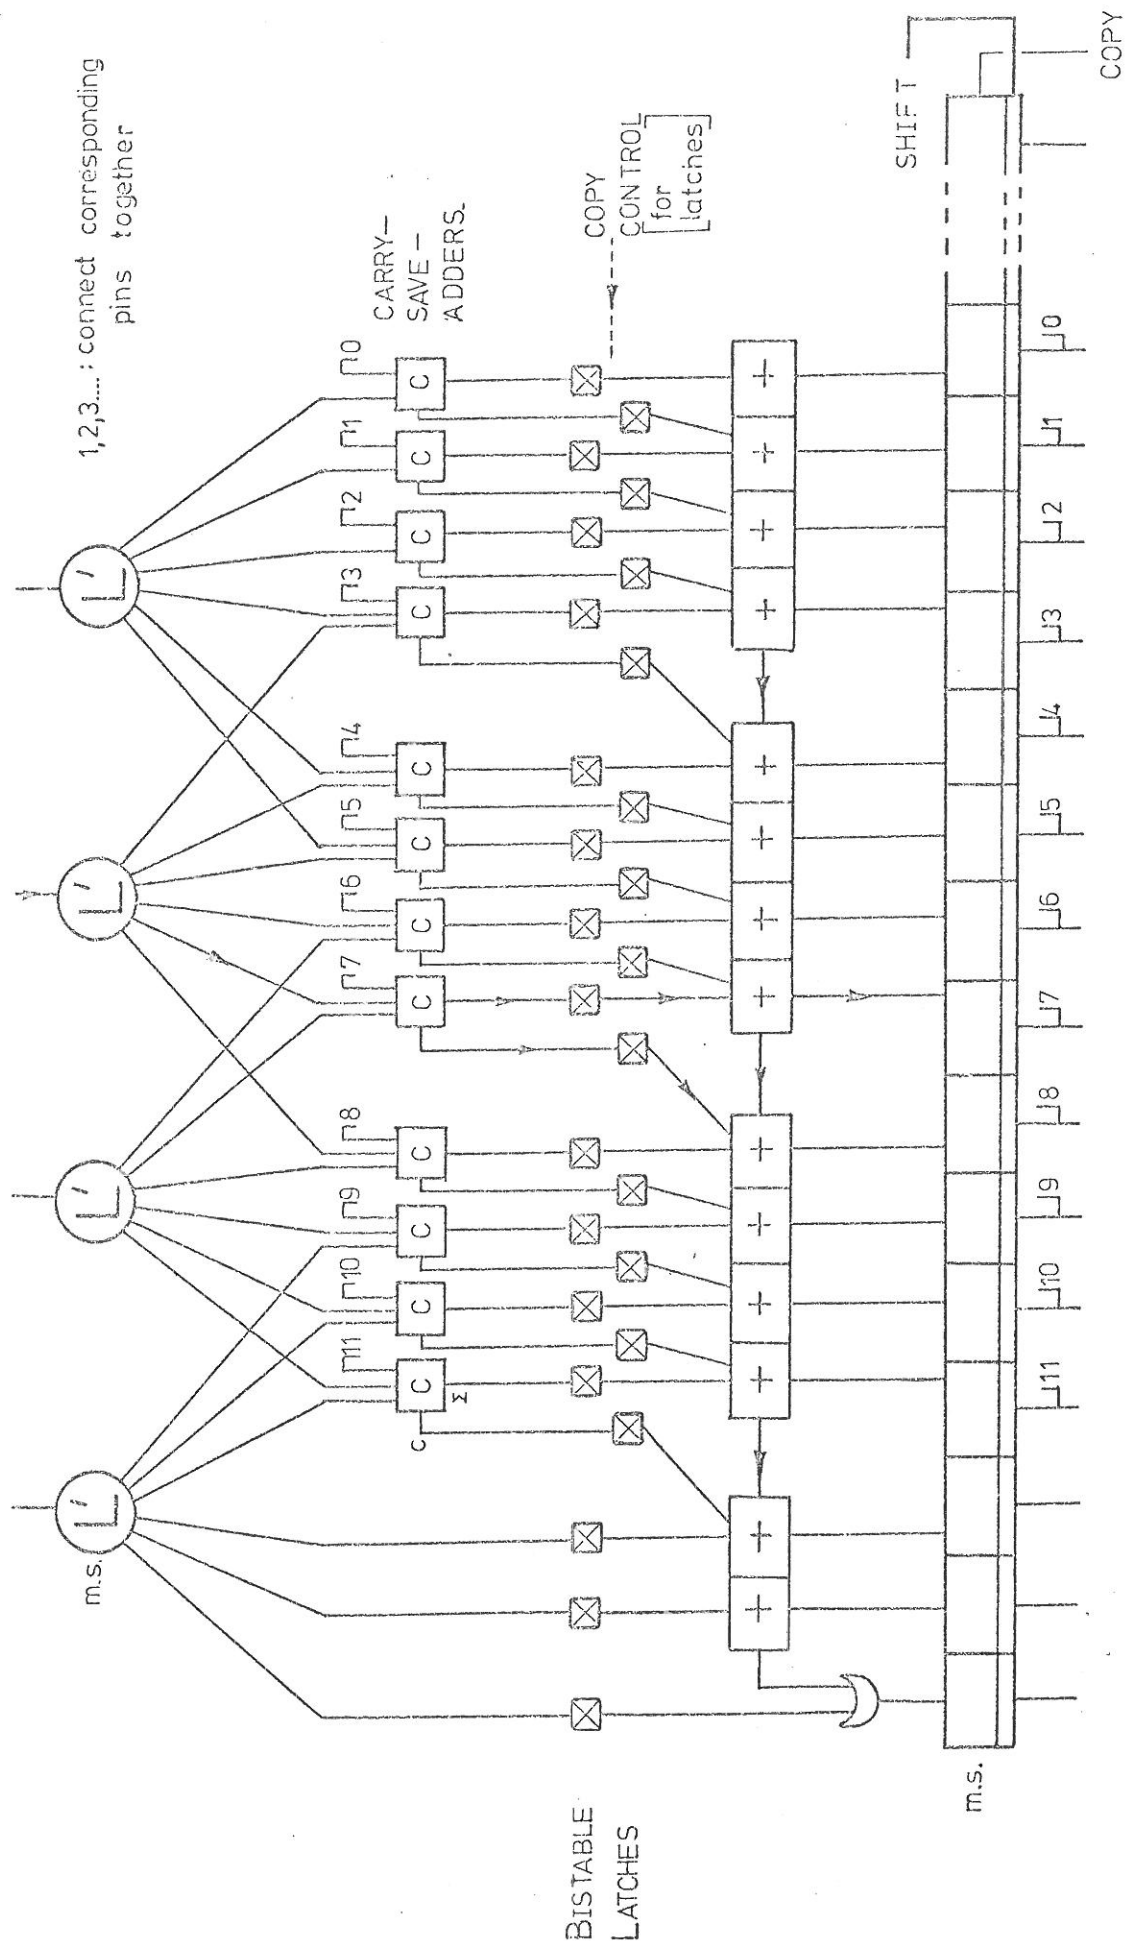 1,2,3....: connect corresponding
pins together
L' L' L' L'
m.s.
11 10 9 8 7 6 5 4 3 2 1 0
C C C C C C C C C C C C
CARRY-
SAVE-
ADDERS.
C
Σ
BISTABLE
LATCHES
COPY
CONTROL
for
latches
+ + + + + + + + + + + + + +
SHIFT
m.s.
11 10 9 8 7 6 5 4 3 2 1 0
COPY